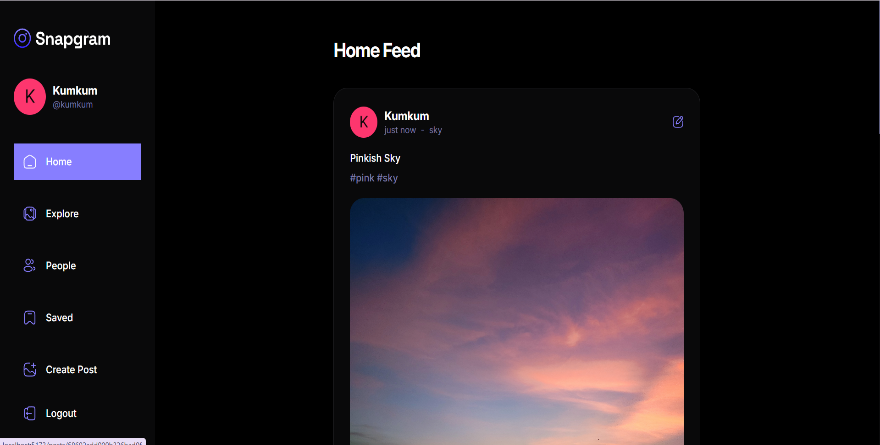 Snapgram
Kumkum
@kumkum
Home
Explore
People
Saved
Create Post
Logout
Home Feed
K
K
Kumkum
just now - sky
Pinkish Sky
#pink #sky